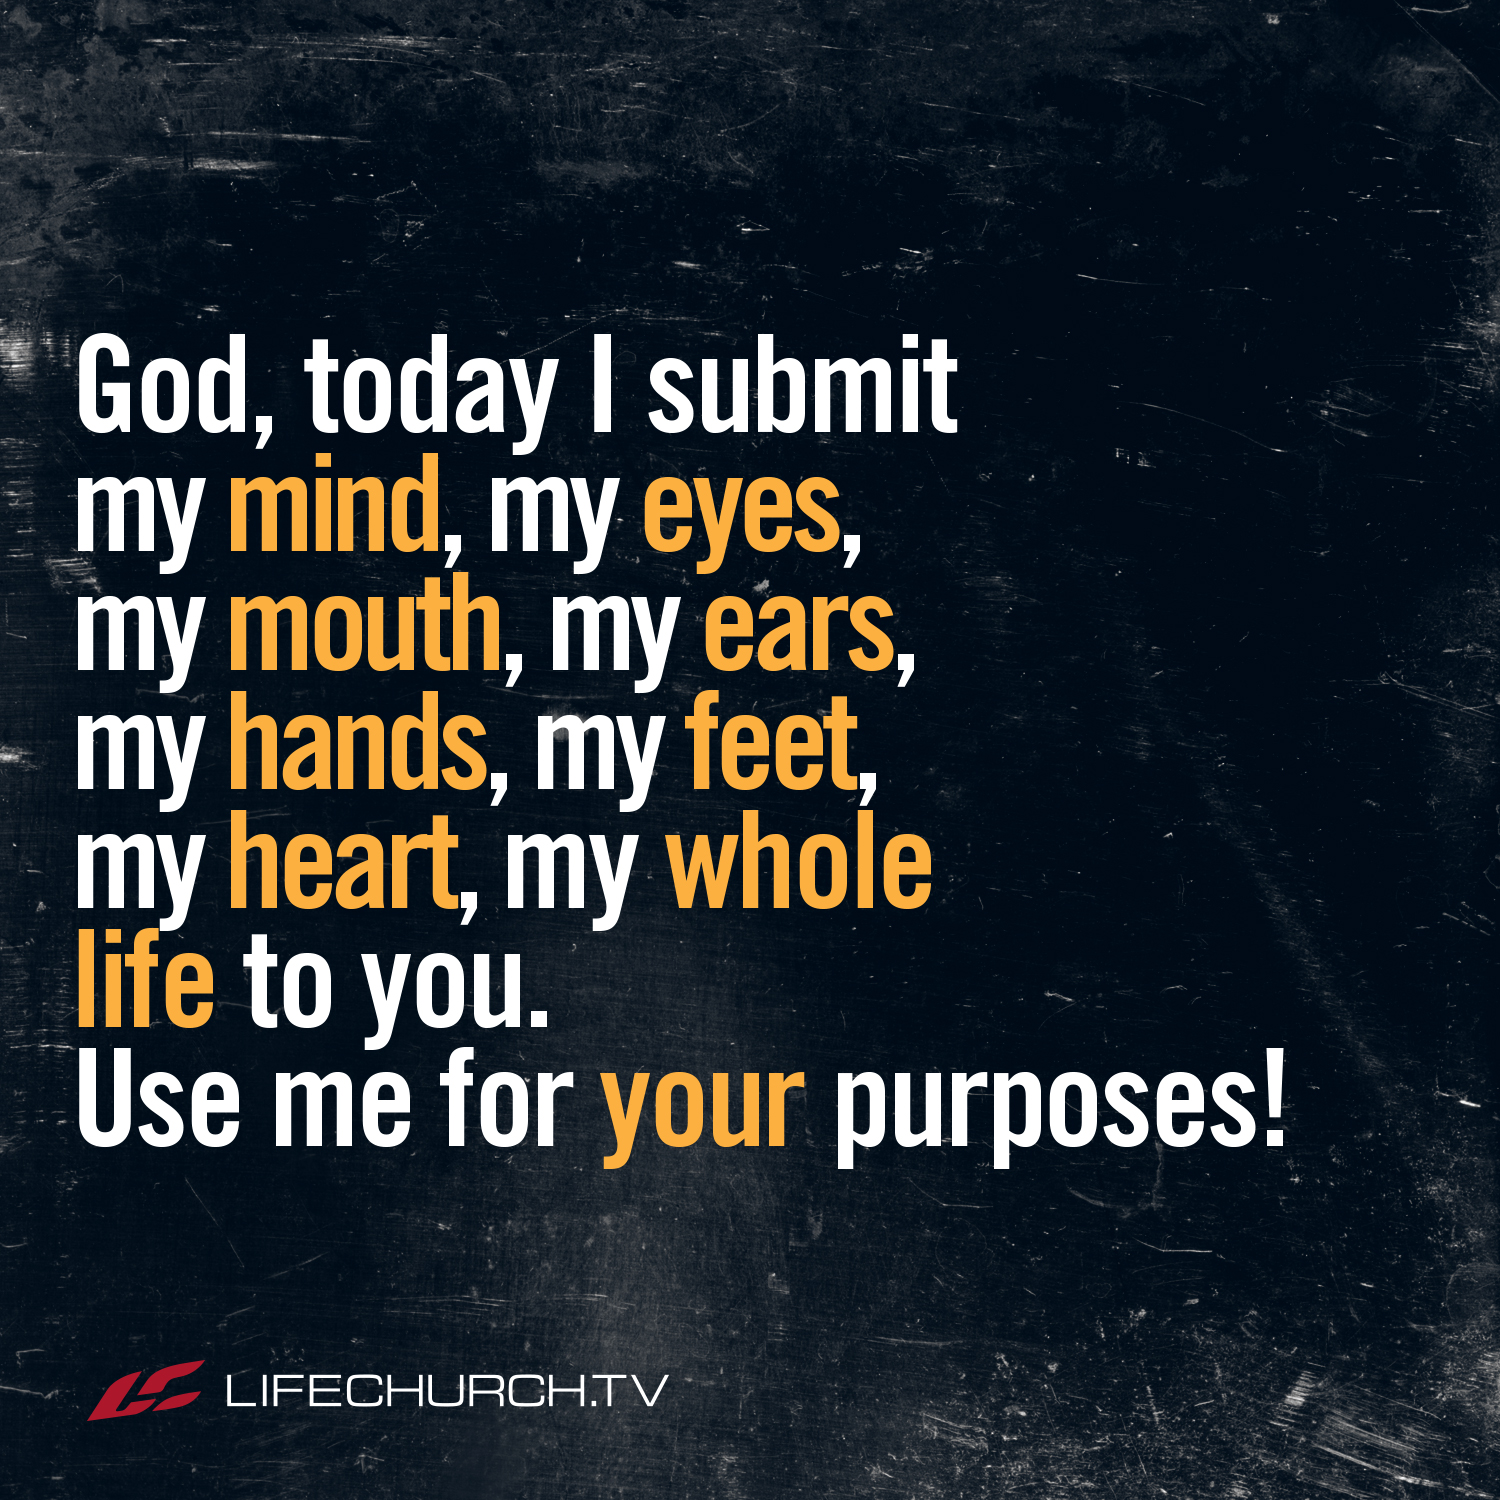 God, today I submit
my mind, my eyes,
my mouth, my ears,
my hands, my feet,
my heart, my whole
life to you.
Use me for your purposes!
LIFECHURCH.TV